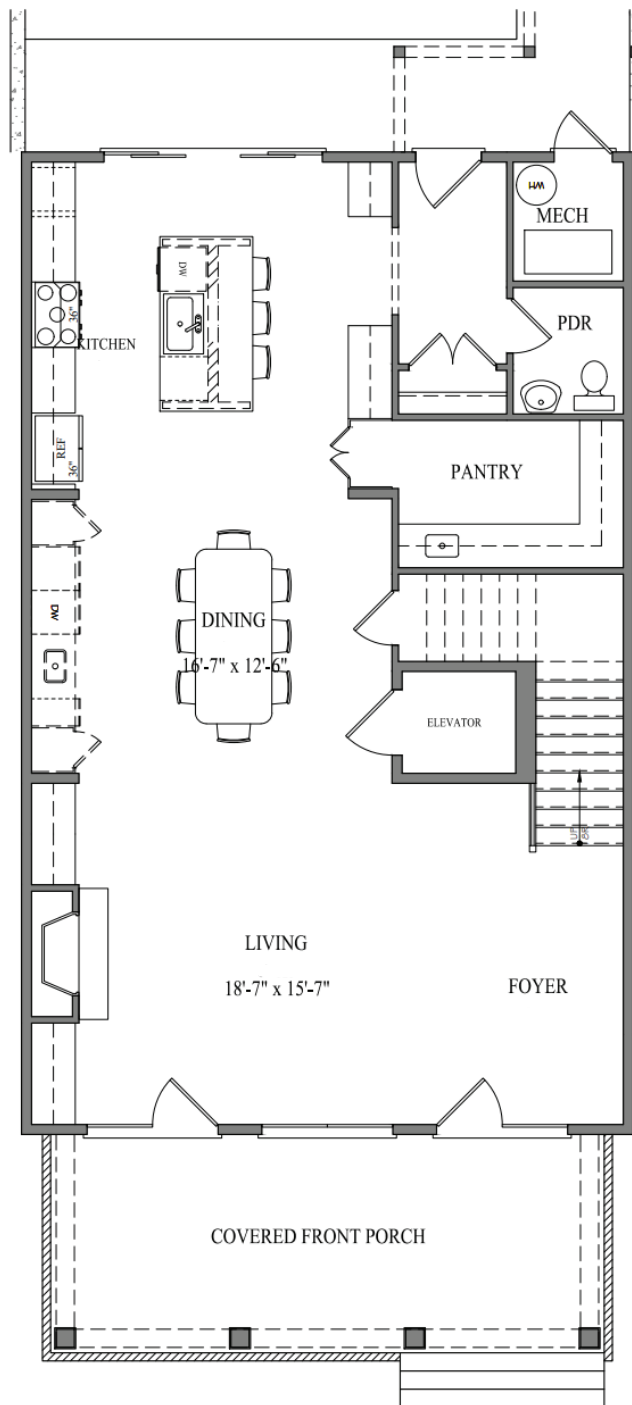 WH
MECH
DW
36"
KITCHEN
PDR
REF
36"
PANTRY
DW
DINING
16'-7" x 12'-6"
ELEVATOR
UP
LIVING
18'-7" x 15'-7"
FOYER
COVERED FRONT PORCH